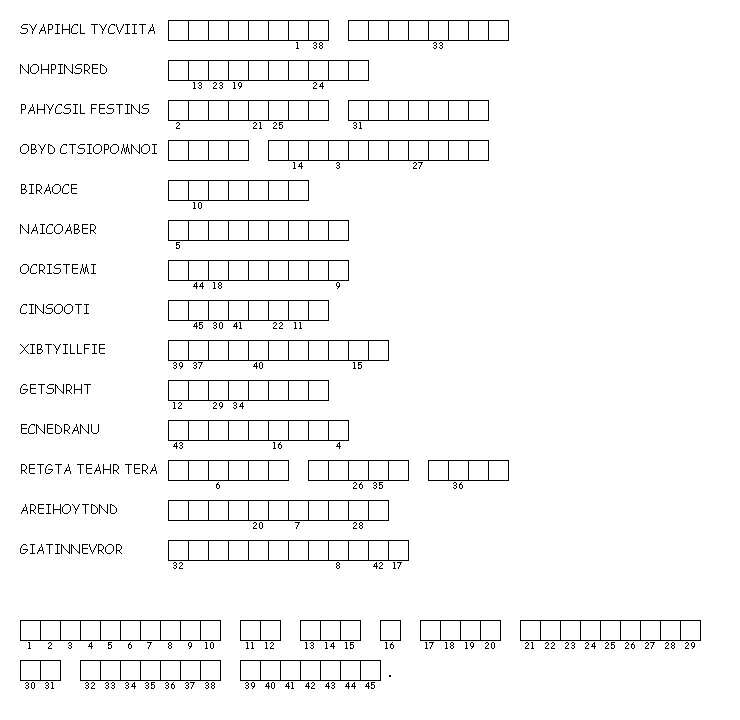 SYAPIHCL TYCVIITA
1 38 33
NOHPINSRED
13 23 19 24
PAHYCSIL FESTINS
2 21 25 31
OBYD CTSIOPOMNOI
14 3 27
BIRAOCE
10
NAICOABER
5
OCRISTEMI
44 18 9
CINSOOTI
45 30 41 22 11
XIBTYILLFIE
39 37 40 15
GETSNRHT
12 29 34
ECNEDRANU
43 16 4
RETGTA TEAHR TERA
6 26 35 36
AREIHOYTDND
20 7 28
GIATINNEVROR
32 8 42 17
1 2 3 4 5 6 7 8 9 10 11 12 13 14 15 16 17 18 19 20 21 22 23 24 25 26 27 28 29
30 31 32 33 34 35 36 37 38 39 40 41 42 43 44 45 .